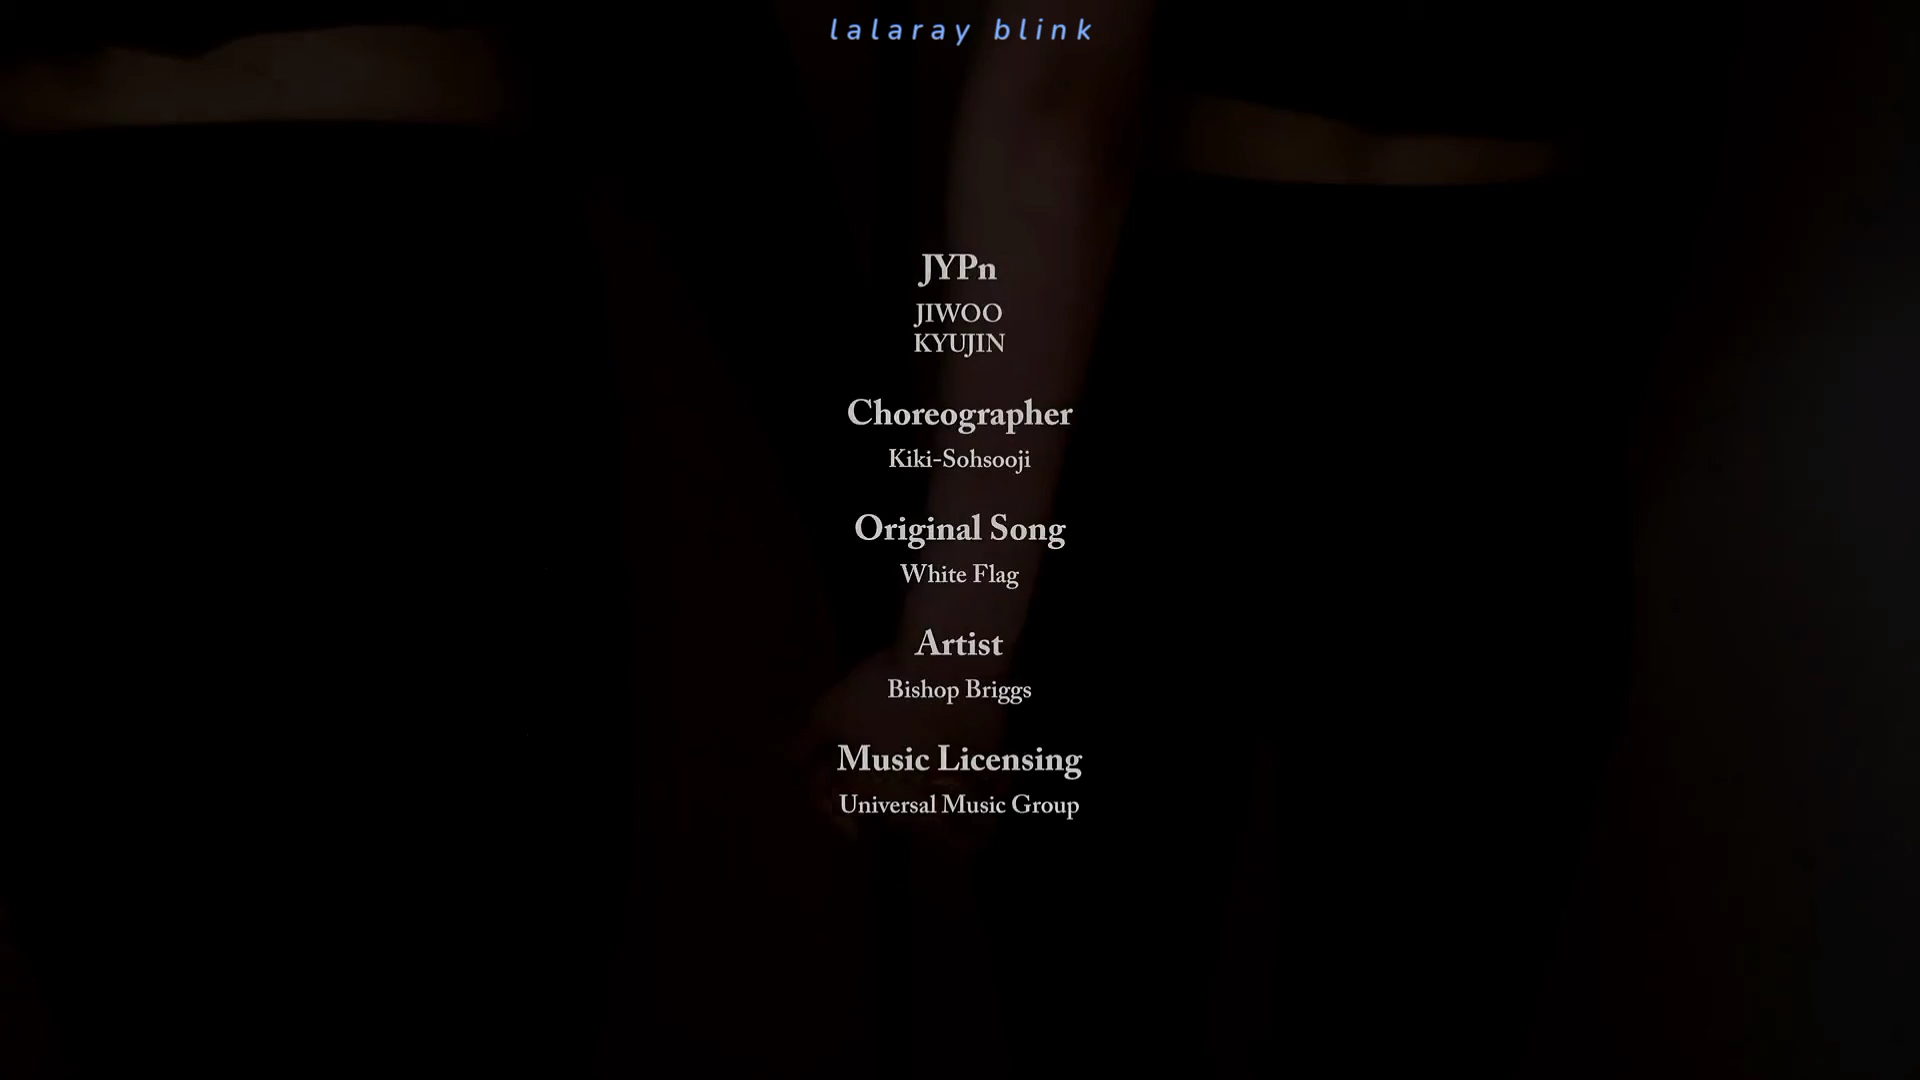 lalaray blink
JYPn
JIWOO
KYUJIN
Choreographer
Kiki-Sohsooji
Original Song
White Flag
Artist
Bishop Briggs
Music Licensing
Universal Music Group